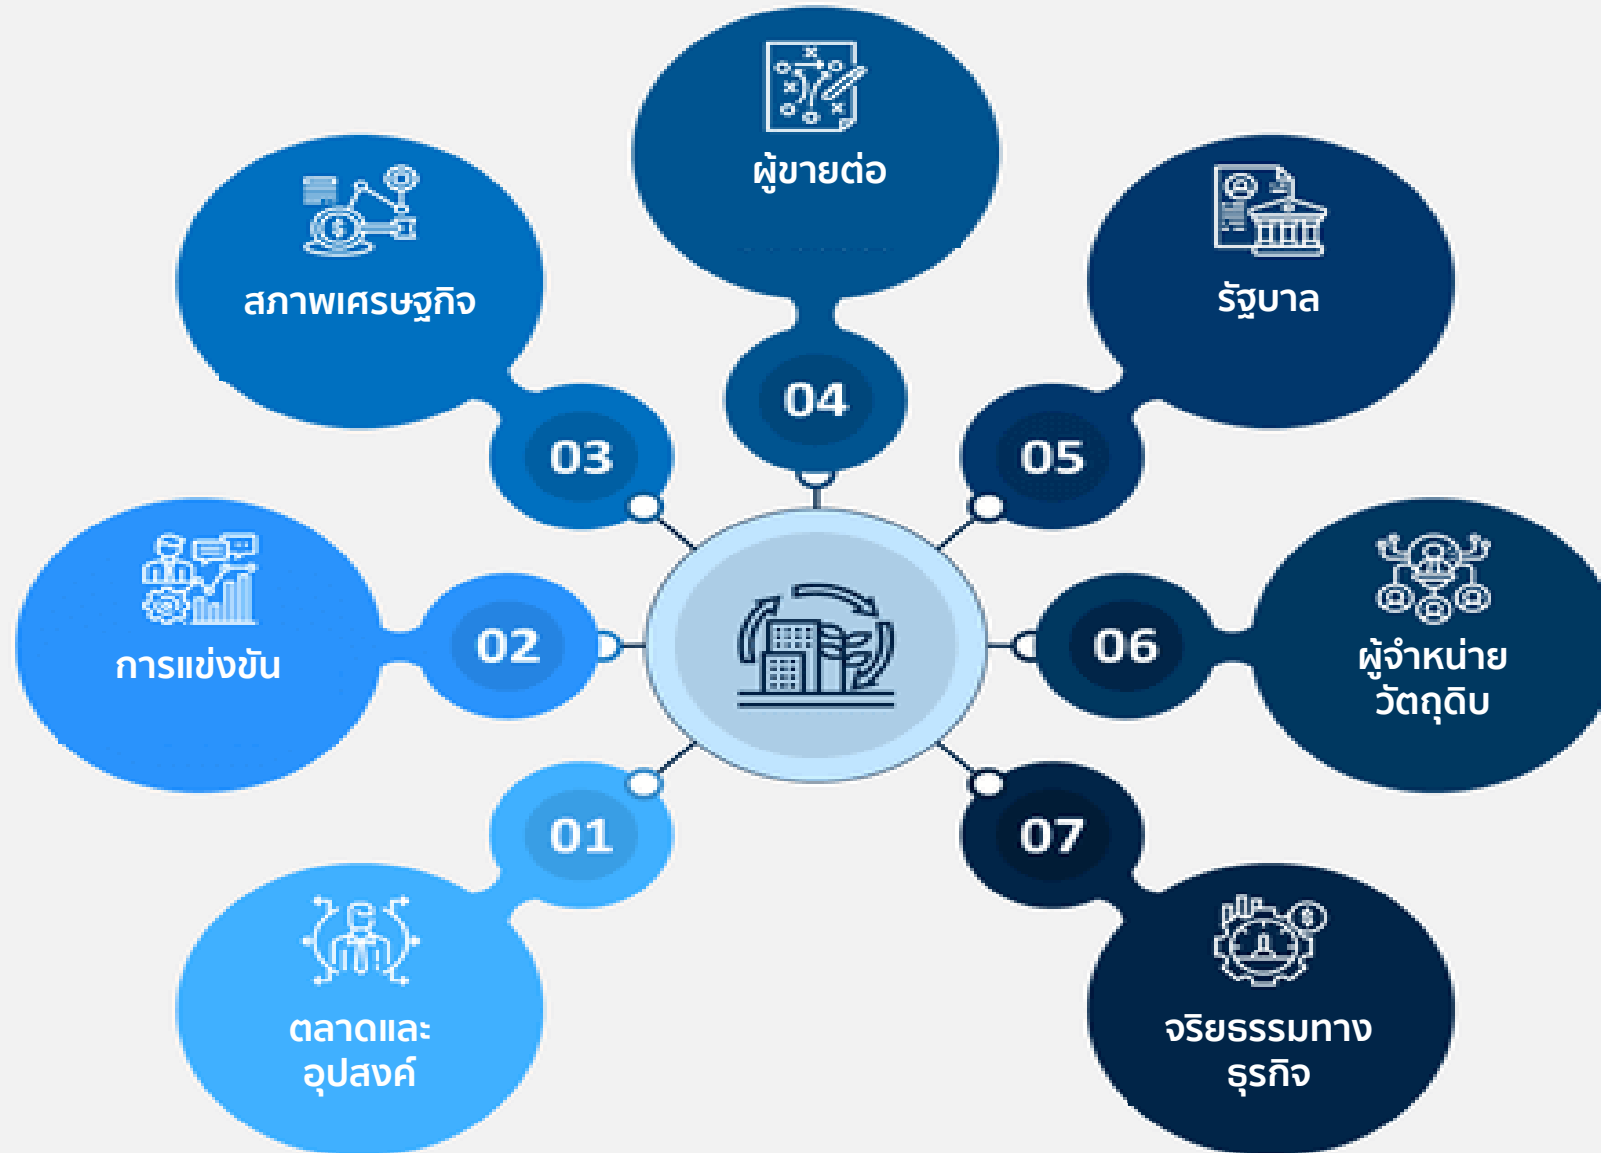 01
ตลาดและ
อุปสงค์
02
การแข่งขัน
03
สภาพเศรษฐกิจ
04
ผู้ขายต่อ
05
รัฐบาล
06
ผู้จำหน่าย
วัตถุดิบ
07
จริยธรรมทาง
ธุรกิจ